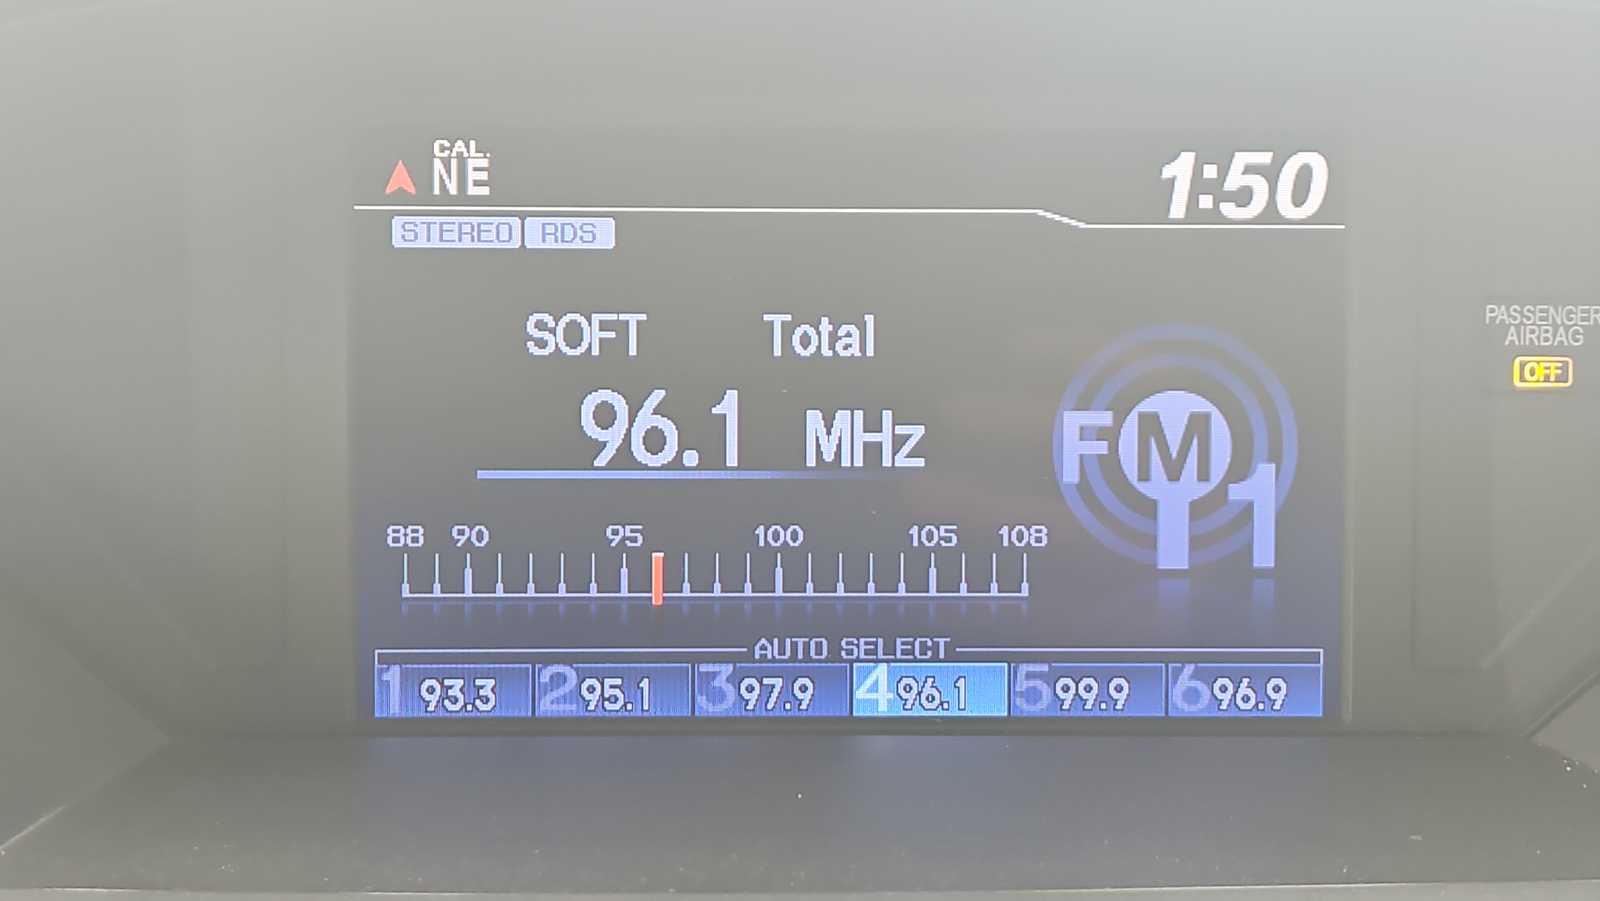 CAL.
NE
1:50
STEREO RDS
SOFT Total
96.1 MHz
FM1
88 90 95 100 105 108
AUTO SELECT
1 93.3 2 95.1 3 97.9 4 96.1 5 99.9 6 96.9
PASSENGER
AIRBAG
OFF